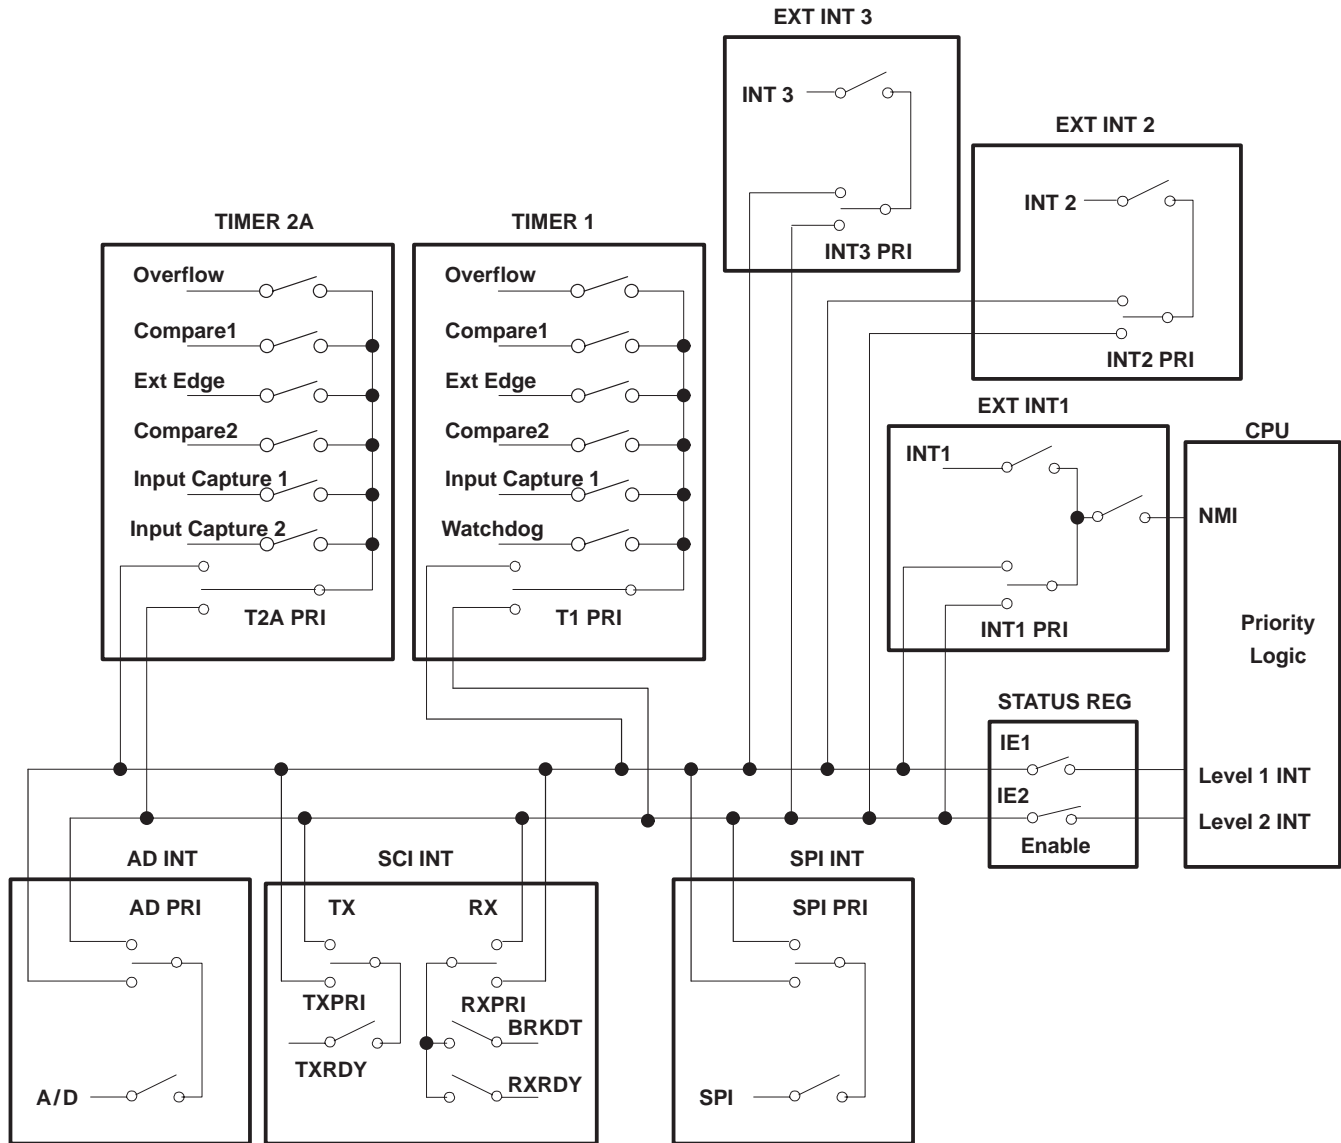 EXT INT 3
INT 3
INT3 PRI
EXT INT 2
INT 2
INT2 PRI
TIMER 2A
Overflow
Compare1
Ext Edge
Compare2
Input Capture 1
Input Capture 2
T2A PRI
TIMER 1
Overflow
Compare1
Ext Edge
Compare2
Input Capture 1
Watchdog
T1 PRI
EXT INT1
INT1
INT1 PRI
CPU
NMI
Priority
Logic
Level 1 INT
Level 2 INT
STATUS REG
IE1
IE2
Enable
AD INT
AD PRI
A/D
SCI INT
TX
RX
TXPRI
RXPRI
BRKDT
TXRDY
RXRDY
SPI INT
SPI PRI
SPI